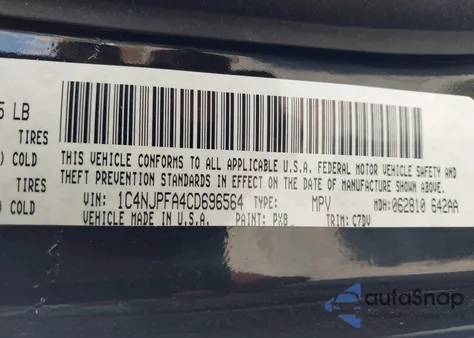 5 LB
TIRES
) COLD
TIRES
) COLD
THIS VEHICLE CONFORMS TO ALL APPLICABLE U.S.A. FEDERAL MOTOR VEHICLE SAFETY AND
THEFT PREVENTION STANDARDS IN EFFECT ON THE DATE OF MANUFACTURE SHOWN ABOVE.
VIN: 1C4NJPFA4CD696564 TYPE: MPV MDH: 062810 642AA
VEHICLE MADE IN U.S.A. PAINT: PXB TRIM: C7DV
autoSnap